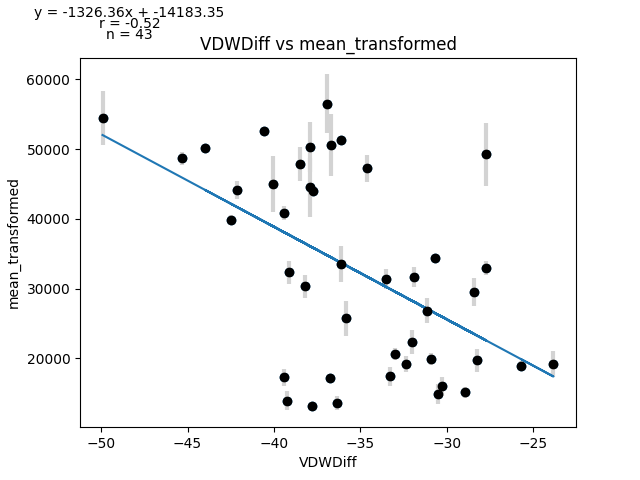 y = -1326.36x + -14183.35
r = -0.52
n = 43
VDWDiff vs mean_transformed
mean_transformed
60000
50000
40000
30000
20000
−50
−45
−40
−35
−30
−25
VDWDiff